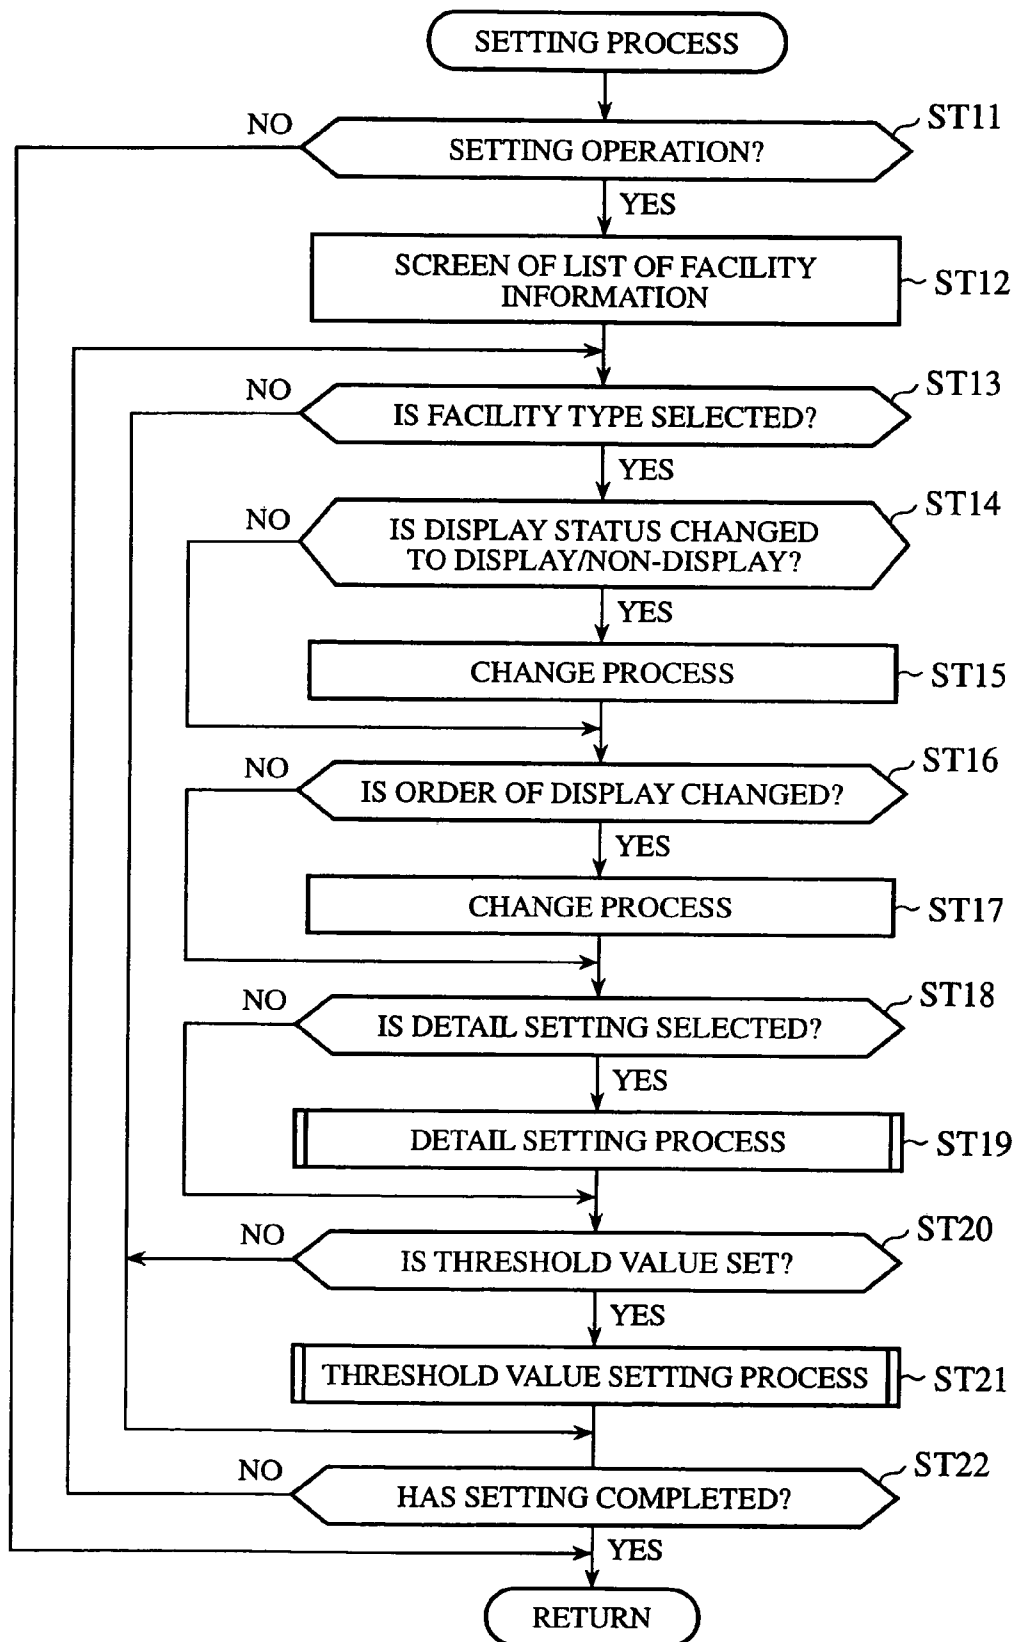 SETTING PROCESS
ST11
NO
SETTING OPERATION?
YES
SCREEN OF LIST OF FACILITY
INFORMATION
ST12
ST13
NO
IS FACILITY TYPE SELECTED?
YES
ST14
NO
IS DISPLAY STATUS CHANGED
TO DISPLAY/NON-DISPLAY?
YES
CHANGE PROCESS
ST15
ST16
NO
IS ORDER OF DISPLAY CHANGED?
YES
CHANGE PROCESS
ST17
ST18
NO
IS DETAIL SETTING SELECTED?
YES
DETAIL SETTING PROCESS
ST19
ST20
NO
IS THRESHOLD VALUE SET?
YES
THRESHOLD VALUE SETTING PROCESS
ST21
ST22
NO
HAS SETTING COMPLETED?
YES
RETURN